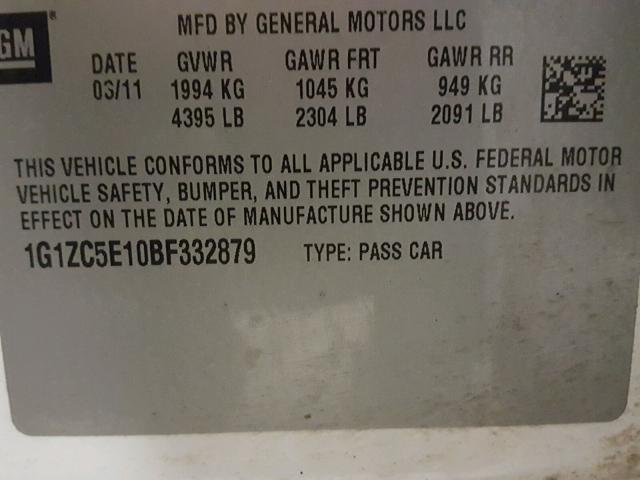 GM®
MFD BY GENERAL MOTORS LLC
DATE GVWR GAWR FRT GAWR RR
03/11 1994 KG 1045 KG 949 KG
4395 LB 2304 LB 2091 LB
THIS VEHICLE CONFORMS TO ALL APPLICABLE U.S. FEDERAL MOTOR
VEHICLE SAFETY, BUMPER, AND THEFT PREVENTION STANDARDS IN
EFFECT ON THE DATE OF MANUFACTURE SHOWN ABOVE.
1G1ZC5E10BF332879 TYPE: PASS CAR